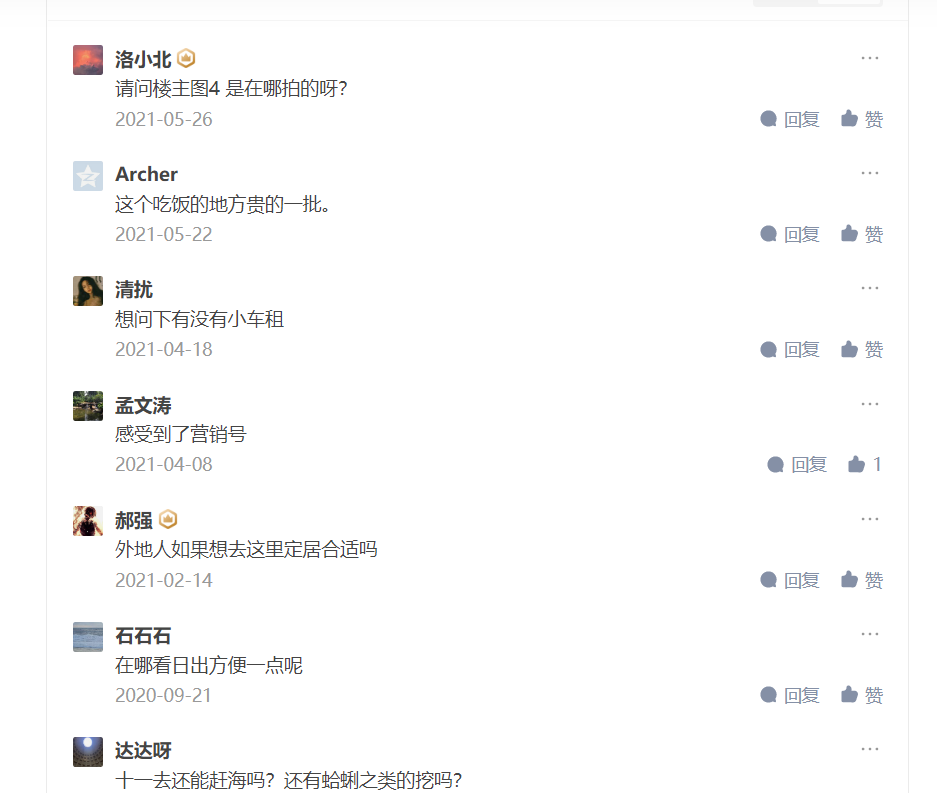 洛小北
请问楼主图4 是在哪拍的呀?
2021-05-26
回复 赞
Archer
这个吃饭的地方贵的一批。
2021-05-22
回复 赞
清扰
想问下有没有小车租
2021-04-18
回复 赞
孟文涛
感受到了营销号
2021-04-08
回复 1
郝强
外地人如果想去这里定居合适吗
2021-02-14
回复 赞
石石石
在哪看日出方便一点呢
2020-09-21
回复 赞
达达呀
十一去还能赶海吗？还有蛤蜊之类的挖吗?